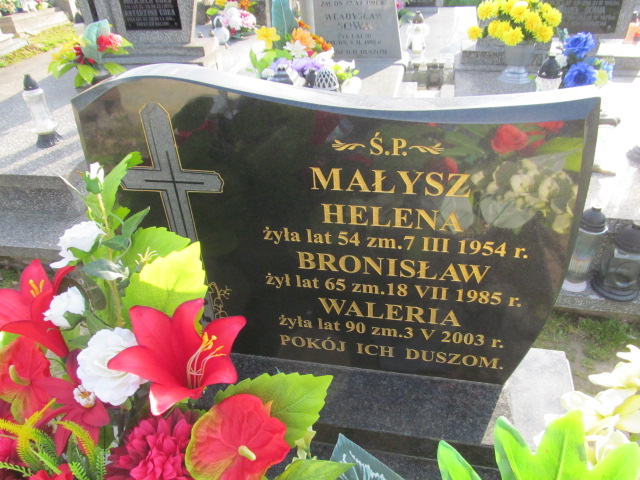 Ś.P.
MAŁYSZ
HELENA
żyła lat 54 zm.7 III 1954 r.
BRONISŁAW
żył lat 65 zm.18 VII 1985 r.
WALERIA
żyła lat 90 zm.3 V 2003 r.
POKÓJ ICH DUSZOM.
WŁADYSŁAW